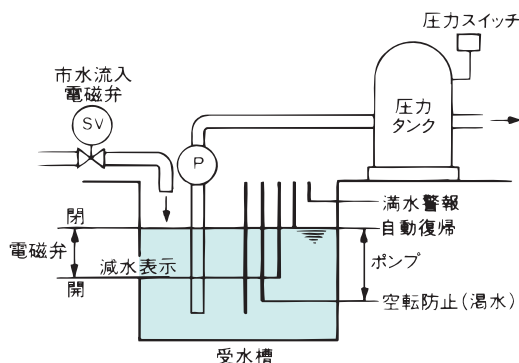 圧力スイッチ
市水流入
電磁弁
SV
圧力
タンク
P
満水警報
閉
自動復帰
電磁弁
減水表示
ポンプ
開
空転防止(渇水)
受水槽